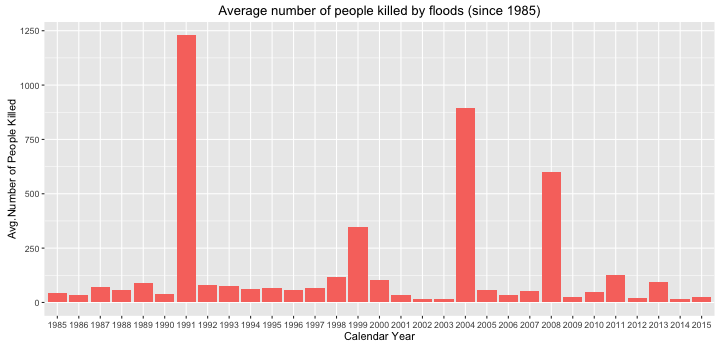 Average number of people killed by floods (since 1985)
Avg.Number of People Killed
1250
1000
750
500
250
0
1985 1986 1987 1988 1989 1990 1991 1992 1993 1994 1995 1996 1997 1998 1999 2000 2001 2002 2003 2004 2005 2006 2007 2008 2009 2010 2011 2012 2013 2014 2015
Calendar Year